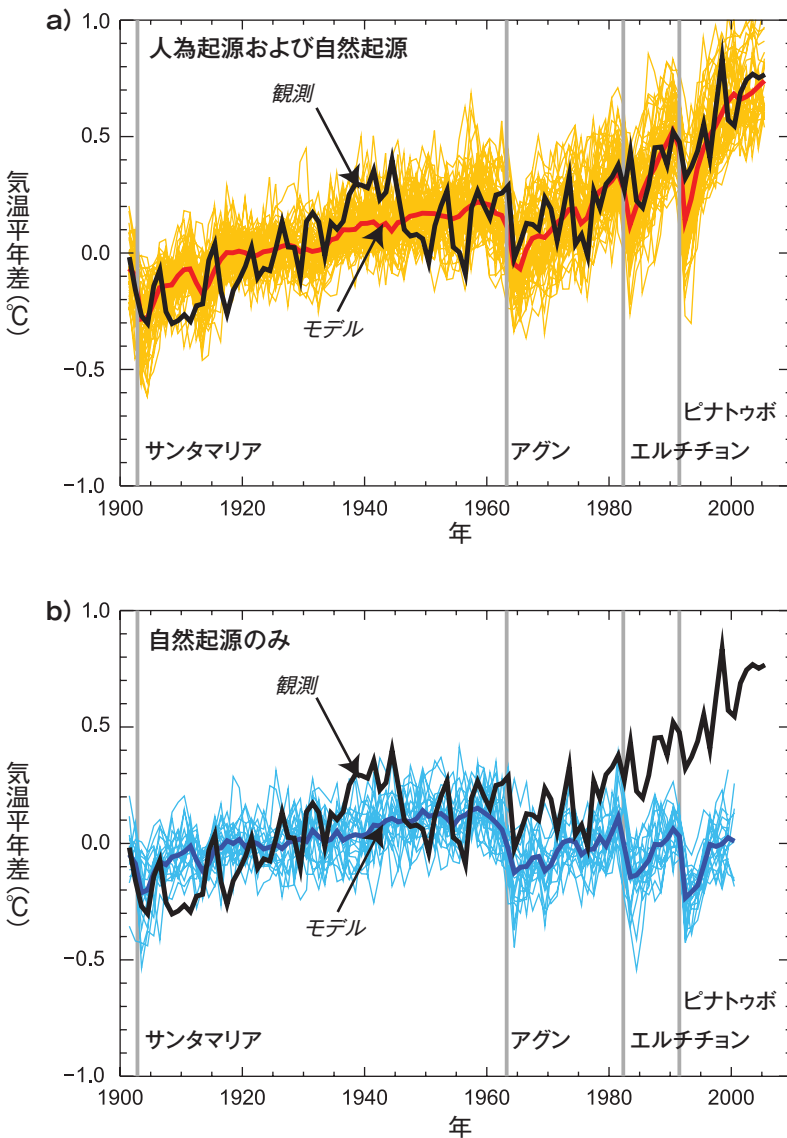 a)
人為起源および自然起源
観測
モデル
気温平年差(℃)
1.0
0.5
0.0
−0.5
−1.0
サンタマリア
アグン
エルチチョン
ピナトゥボ
1900 1920 1940 1960 1980 2000
年
b)
自然起源のみ
観測
モデル
気温平年差(℃)
1.0
0.5
0.0
−0.5
−1.0
サンタマリア
アグン
エルチチョン
ピナトゥボ
1900 1920 1940 1960 1980 2000
年